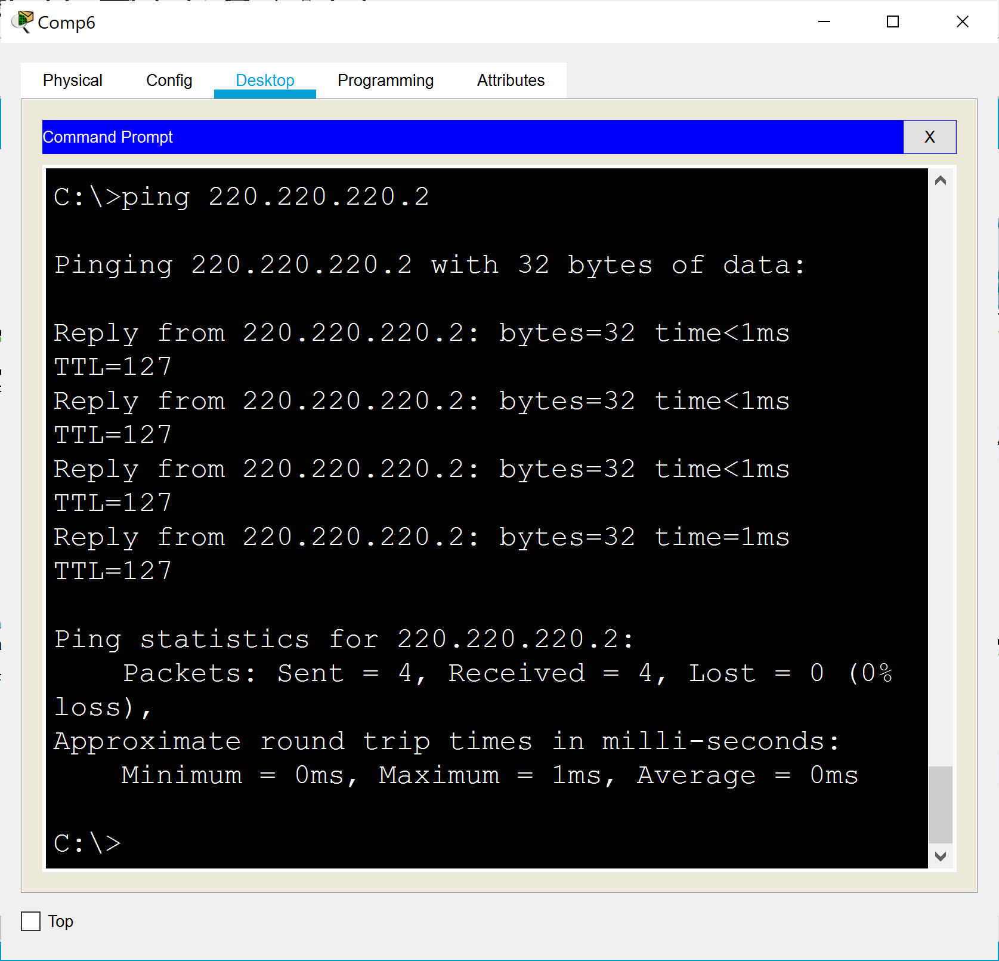 Comp6
Physical Config Desktop Programming Attributes
Command Prompt X
C:\>ping 220.220.220.2
Pinging 220.220.220.2 with 32 bytes of data:
Reply from 220.220.220.2: bytes=32 time<1ms
TTL=127
Reply from 220.220.220.2: bytes=32 time<1ms
TTL=127
Reply from 220.220.220.2: bytes=32 time<1ms
TTL=127
Reply from 220.220.220.2: bytes=32 time=1ms
TTL=127
Ping statistics for 220.220.220.2:
    Packets: Sent = 4, Received = 4, Lost = 0 (0%
loss),
Approximate round trip times in milli-seconds:
    Minimum = 0ms, Maximum = 1ms, Average = 0ms
C:\>
Top